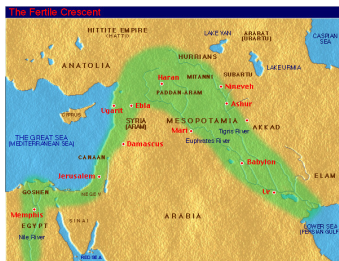 The Fertile Crescent
HITTITE EMPIRE
(HATTI)
LAKE VAN
ARARAT
(URARTU)
CASPIAN
SEA
HURRIANS
ANATOLIA
LAKE URMIA
Haran
MITANNI
SUBARTU
PADDAN-ARAM
Nineveh
Ugarit
Ebla
Ashur
CYPRUS
SYRIA
(ARAM)
MESOPOTAMIA
Mari
Tigris River
AKKAD
THE GREAT SEA
(MEDITERRANEAN SEA)
Damascus
Euphrates River
CANAAN
Babylon
Jerusalem
ELAM
GOSHEN
NEGEV
Ur
Memphis
SINAI
ARABIA
EGYPT
LOWER SEA
(PERSIAN GULF)
Nile River
RED SEA